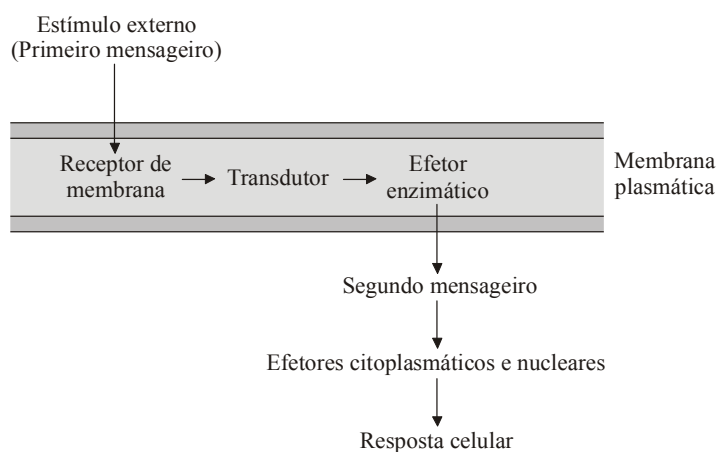 Estímulo externo
(Primeiro mensageiro)
Receptor de
membrana
Transdutor
Efetor
enzimático
Membrana
plasmática
Segundo mensageiro
Efetores citoplasmáticos e nucleares
Resposta celular